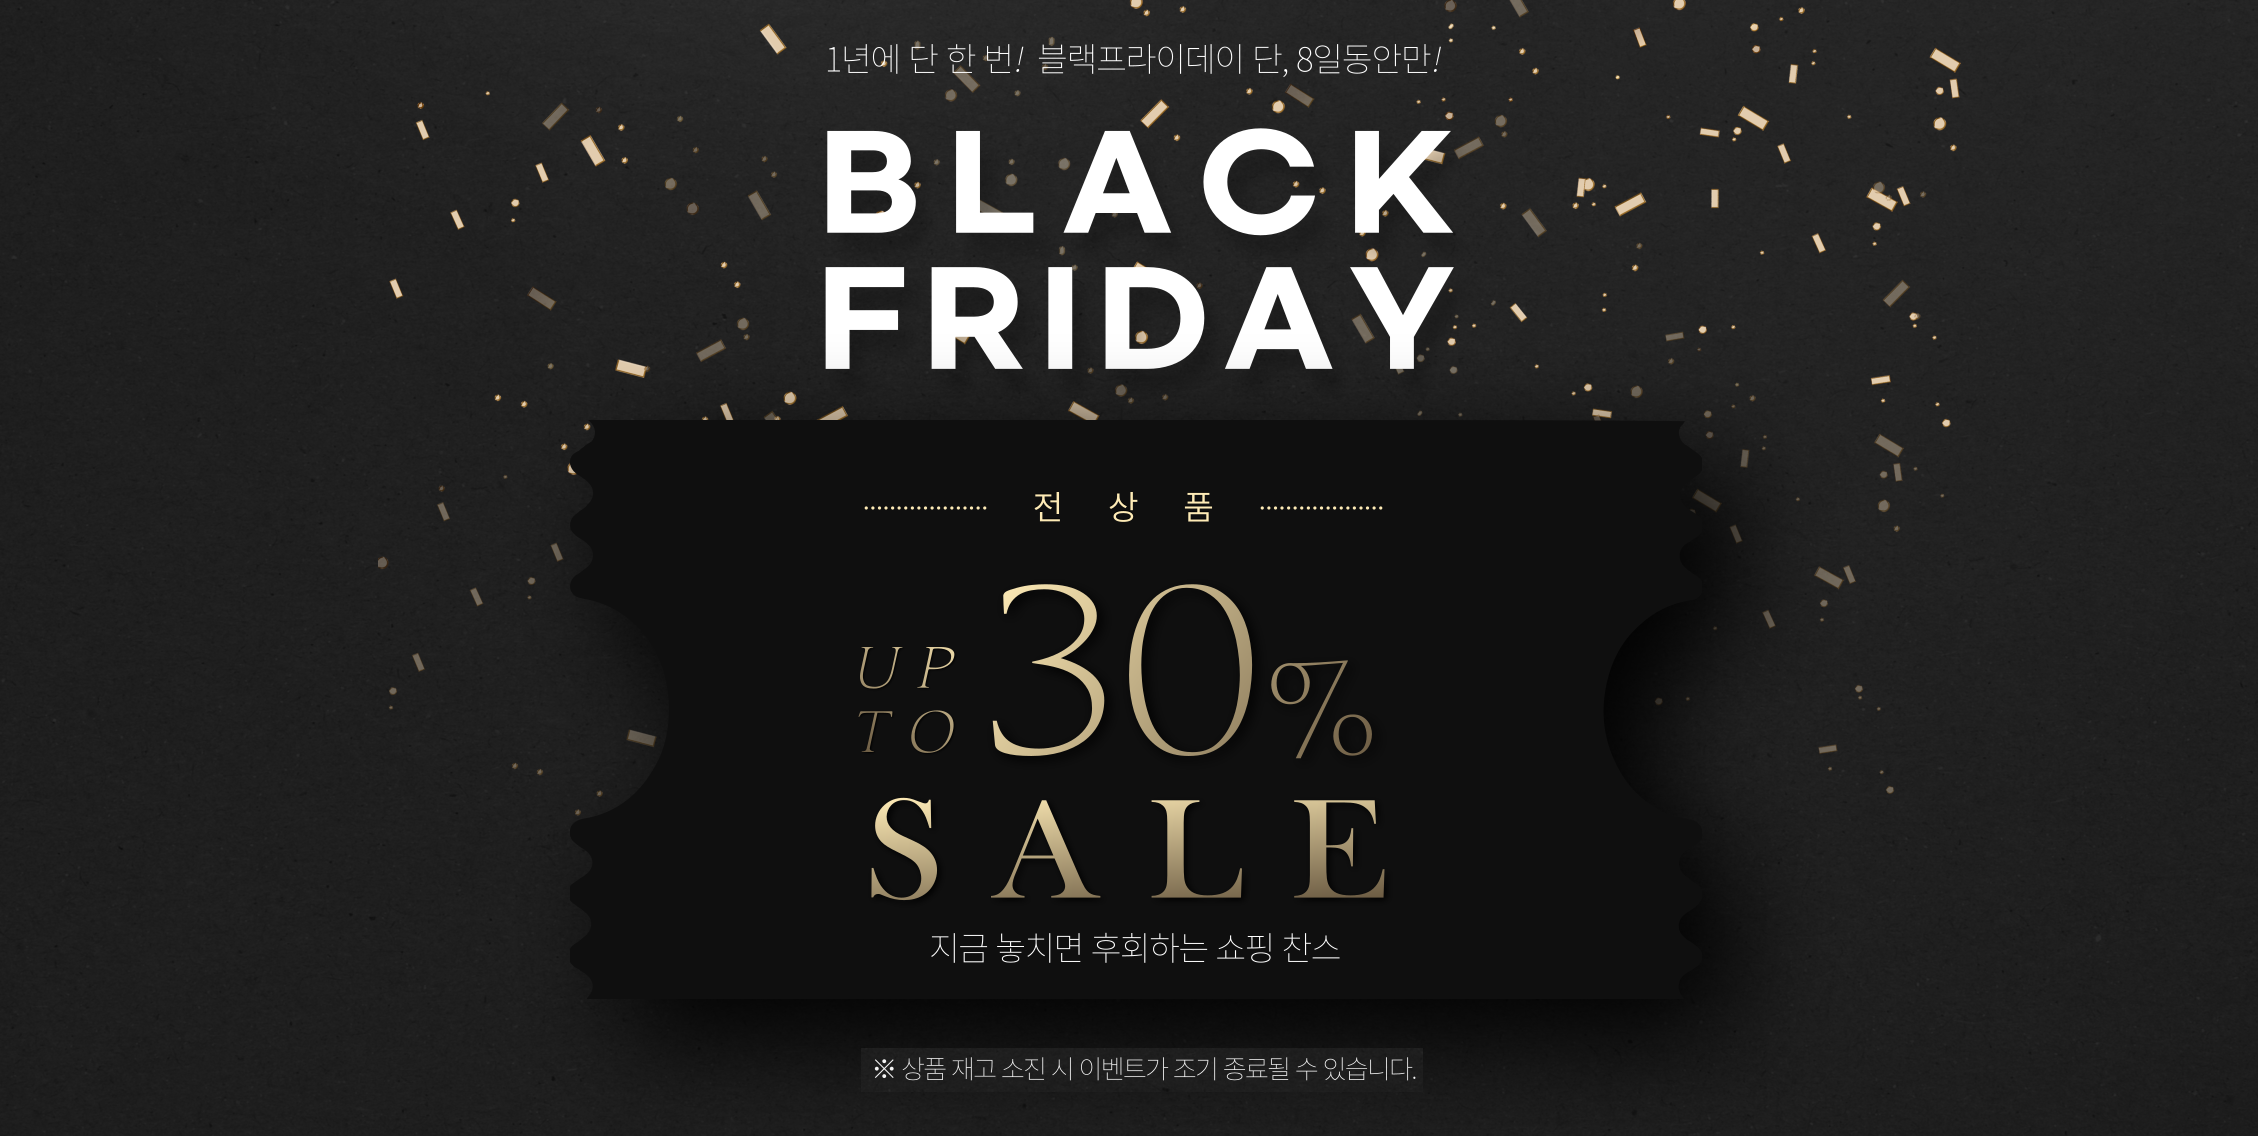 1년에 단 한 번! 블랙프라이데이 단, 8일동안만!
BLACK
FRIDAY
전 상 품
UP TO 30%
SALE
지금 놓치면 후회하는 쇼핑 찬스
※ 상품 재고 소진 시 이벤트가 조기 종료될 수 있습니다.